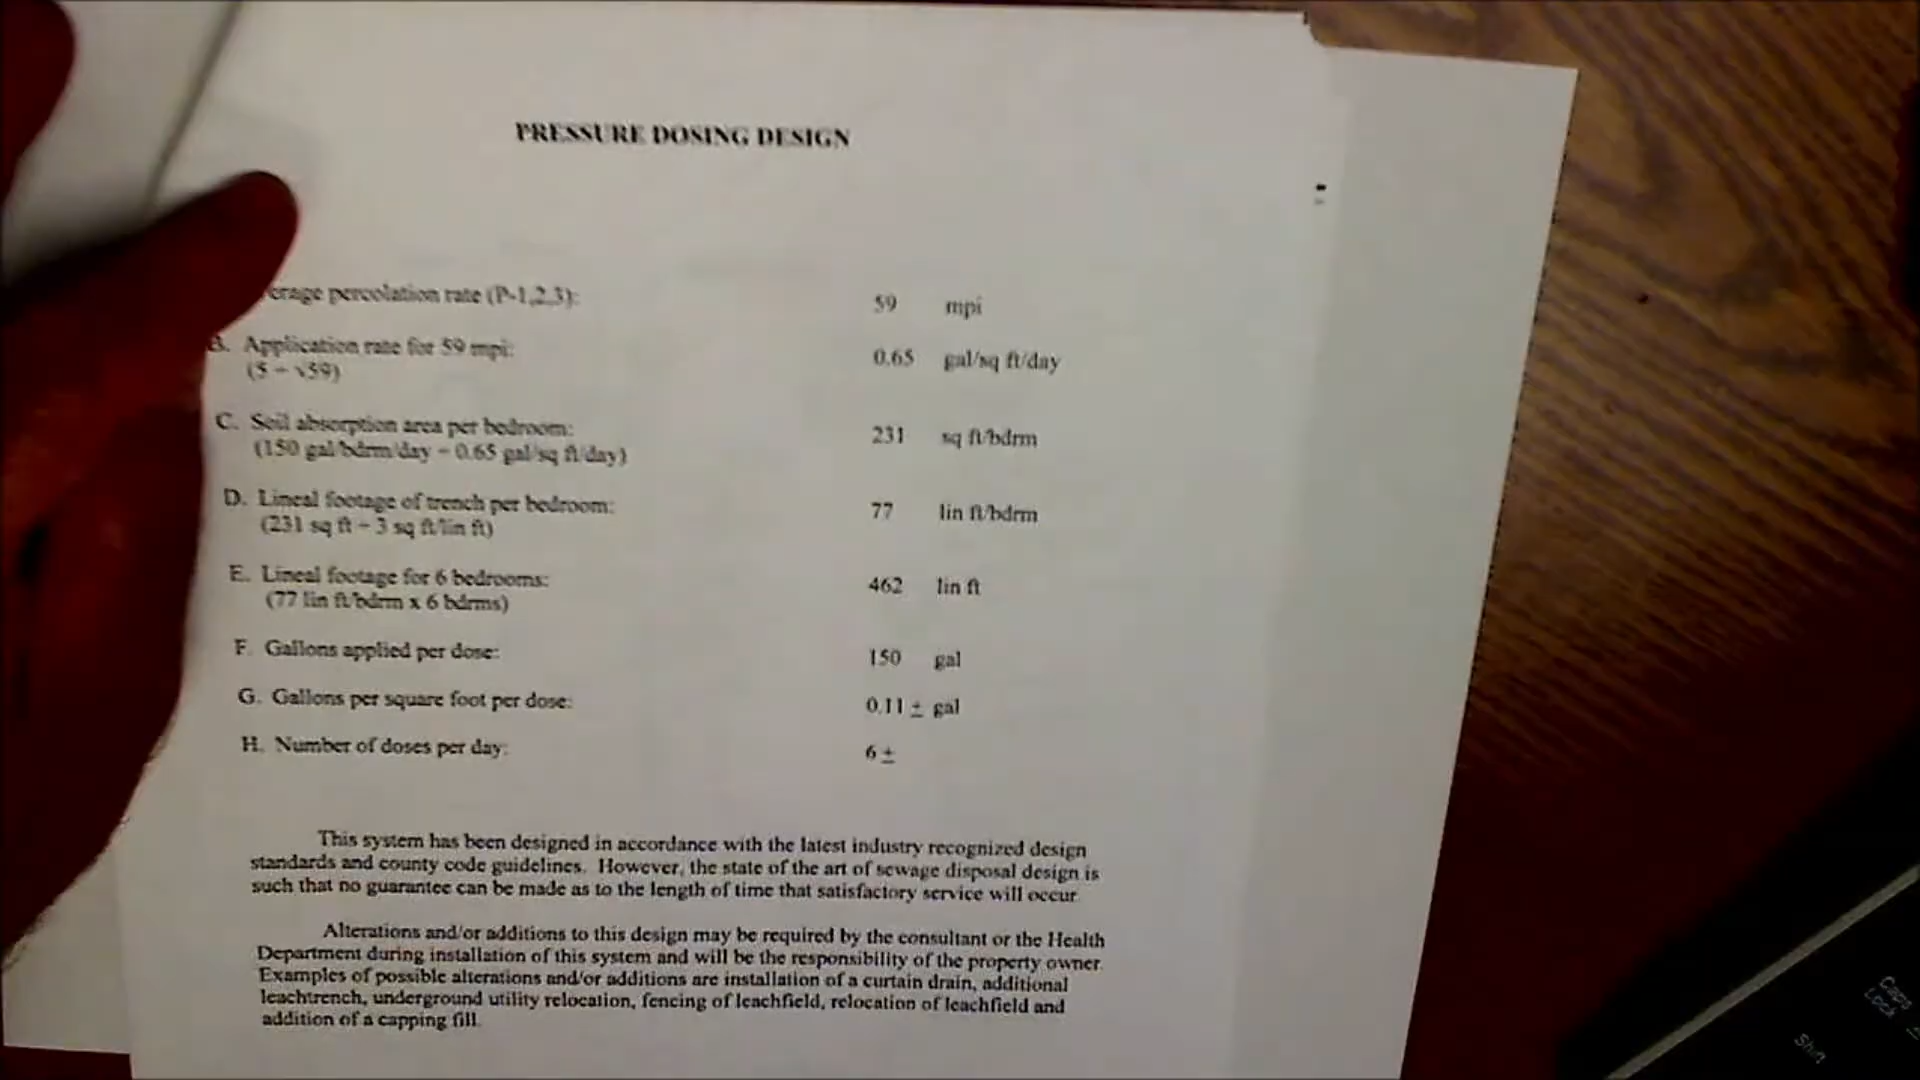 PRESSURE DOSING DESIGN
erage percolation rate (P-1,2,3): 59 mpi
B. Application rate for 59 mpi: 0.65 gal/sq ft/day
(5 ÷ √59)
C. Soil absorption area per bedroom: 231 sq ft/bdrm
(150 gal/bdrm/day ÷ 0.65 gal/sq ft/day)
D. Lineal footage of trench per bedroom: 77 lin ft/bdrm
(231 sq ft ÷ 3 sq ft/lin ft)
E. Lineal footage for 6 bedrooms: 462 lin ft
(77 lin ft/bdrm x 6 bdrms)
F. Gallons applied per dose: 150 gal
G. Gallons per square foot per dose: 0.11 ± gal
H. Number of doses per day: 6 ±
This system has been designed in accordance with the latest industry recognized design
standards and county code guidelines. However, the state of the art of sewage disposal design is
such that no guarantee can be made as to the length of time that satisfactory service will occur.
Alterations and/or additions to this design may be required by the consultant or the Health
Department during installation of this system and will be the responsibility of the property owner.
Examples of possible alterations and/or additions are installation of a curtain drain, additional
leachtrench, underground utility relocation, fencing of leachfield, relocation of leachfield and
addition of a capping fill.
Caps
Lock
Shift